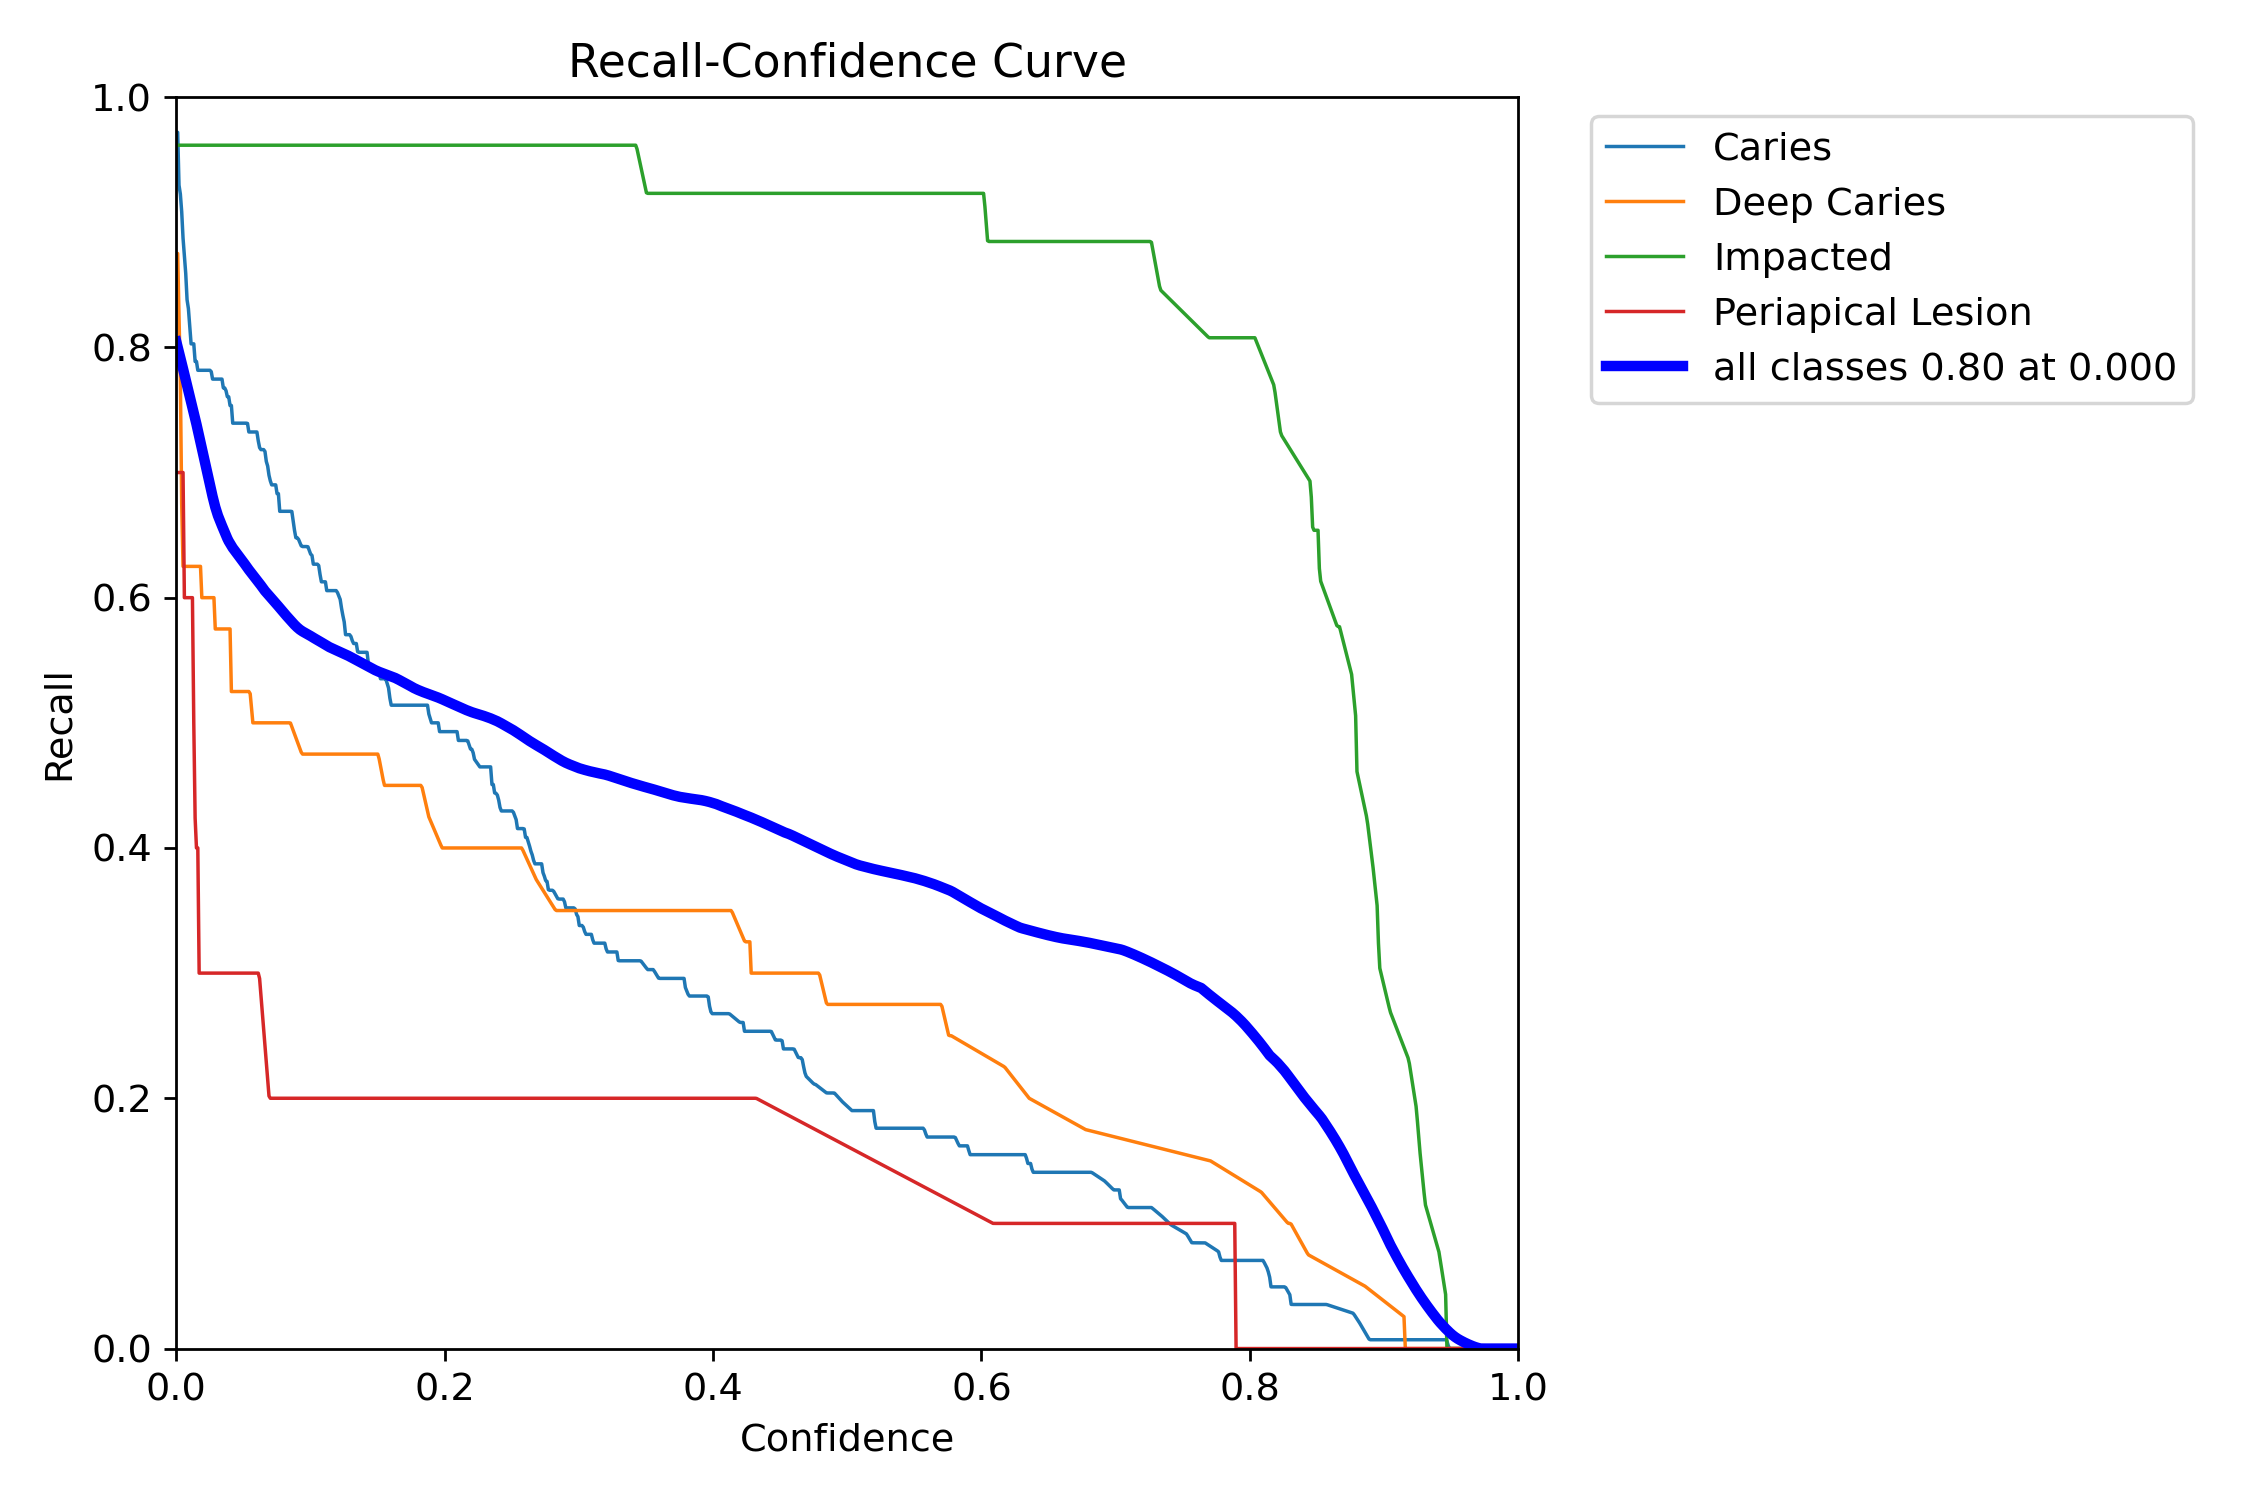 Recall-Confidence Curve
1.0
0.8
0.6
0.4
0.2
0.0
Recall
0.0 0.2 0.4 0.6 0.8 1.0
Confidence
Caries
Deep Caries
Impacted
Periapical Lesion
all classes 0.80 at 0.000